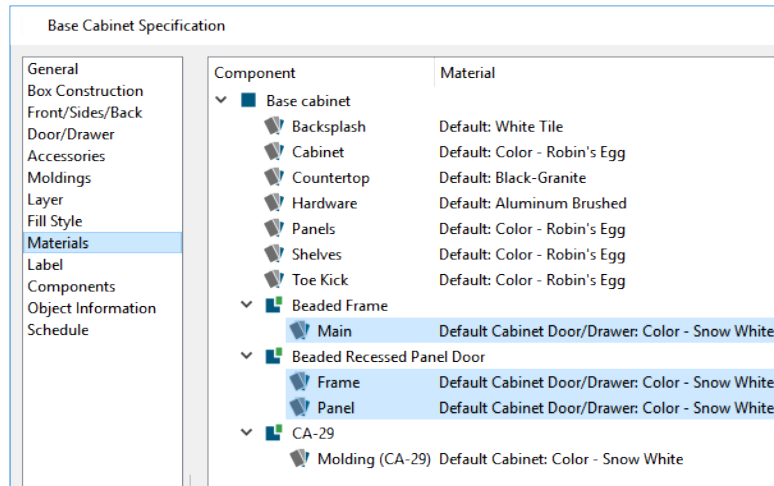 Base Cabinet Specification
General
Box Construction
Front/Sides/Back
Door/Drawer
Accessories
Moldings
Layer
Fill Style
Materials
Label
Components
Object Information
Schedule
Component Material
Base cabinet
Backsplash Default: White Tile
Cabinet Default: Color - Robin's Egg
Countertop Default: Black-Granite
Hardware Default: Aluminum Brushed
Panels Default: Color - Robin's Egg
Shelves Default: Color - Robin's Egg
Toe Kick Default: Color - Robin's Egg
Beaded Frame
Main Default Cabinet Door/Drawer: Color - Snow White
Beaded Recessed Panel Door
Frame Default Cabinet Door/Drawer: Color - Snow White
Panel Default Cabinet Door/Drawer: Color - Snow White
CA-29
Molding (CA-29) Default Cabinet: Color - Snow White